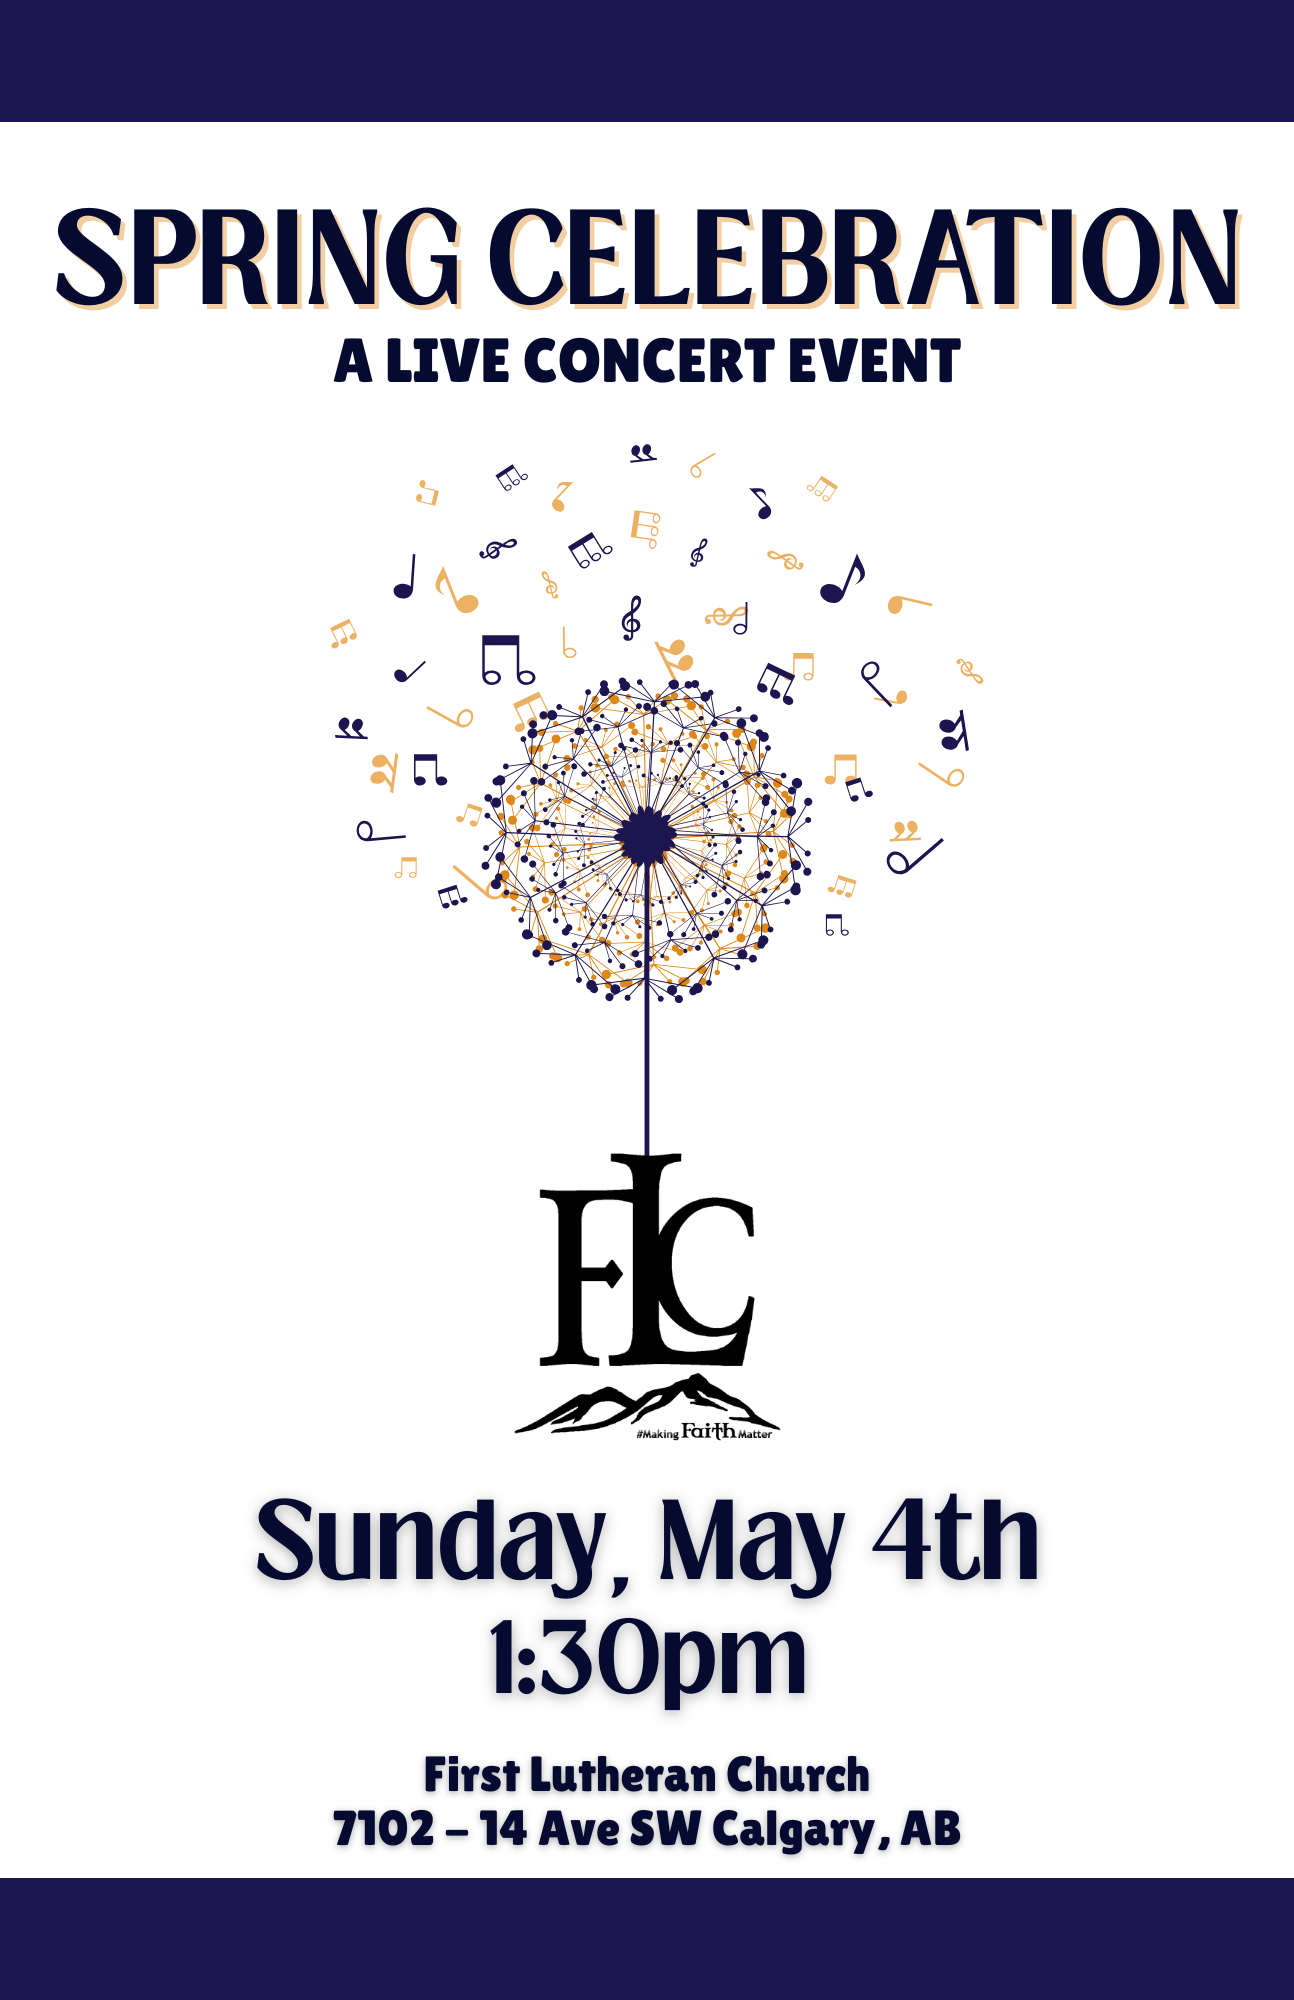 SPRING CELEBRATION
A LIVE CONCERT EVENT
FLC
#Making Faith Matter
Sunday, May 4th
1:30pm
First Lutheran Church
7102 - 14 Ave SW Calgary, AB